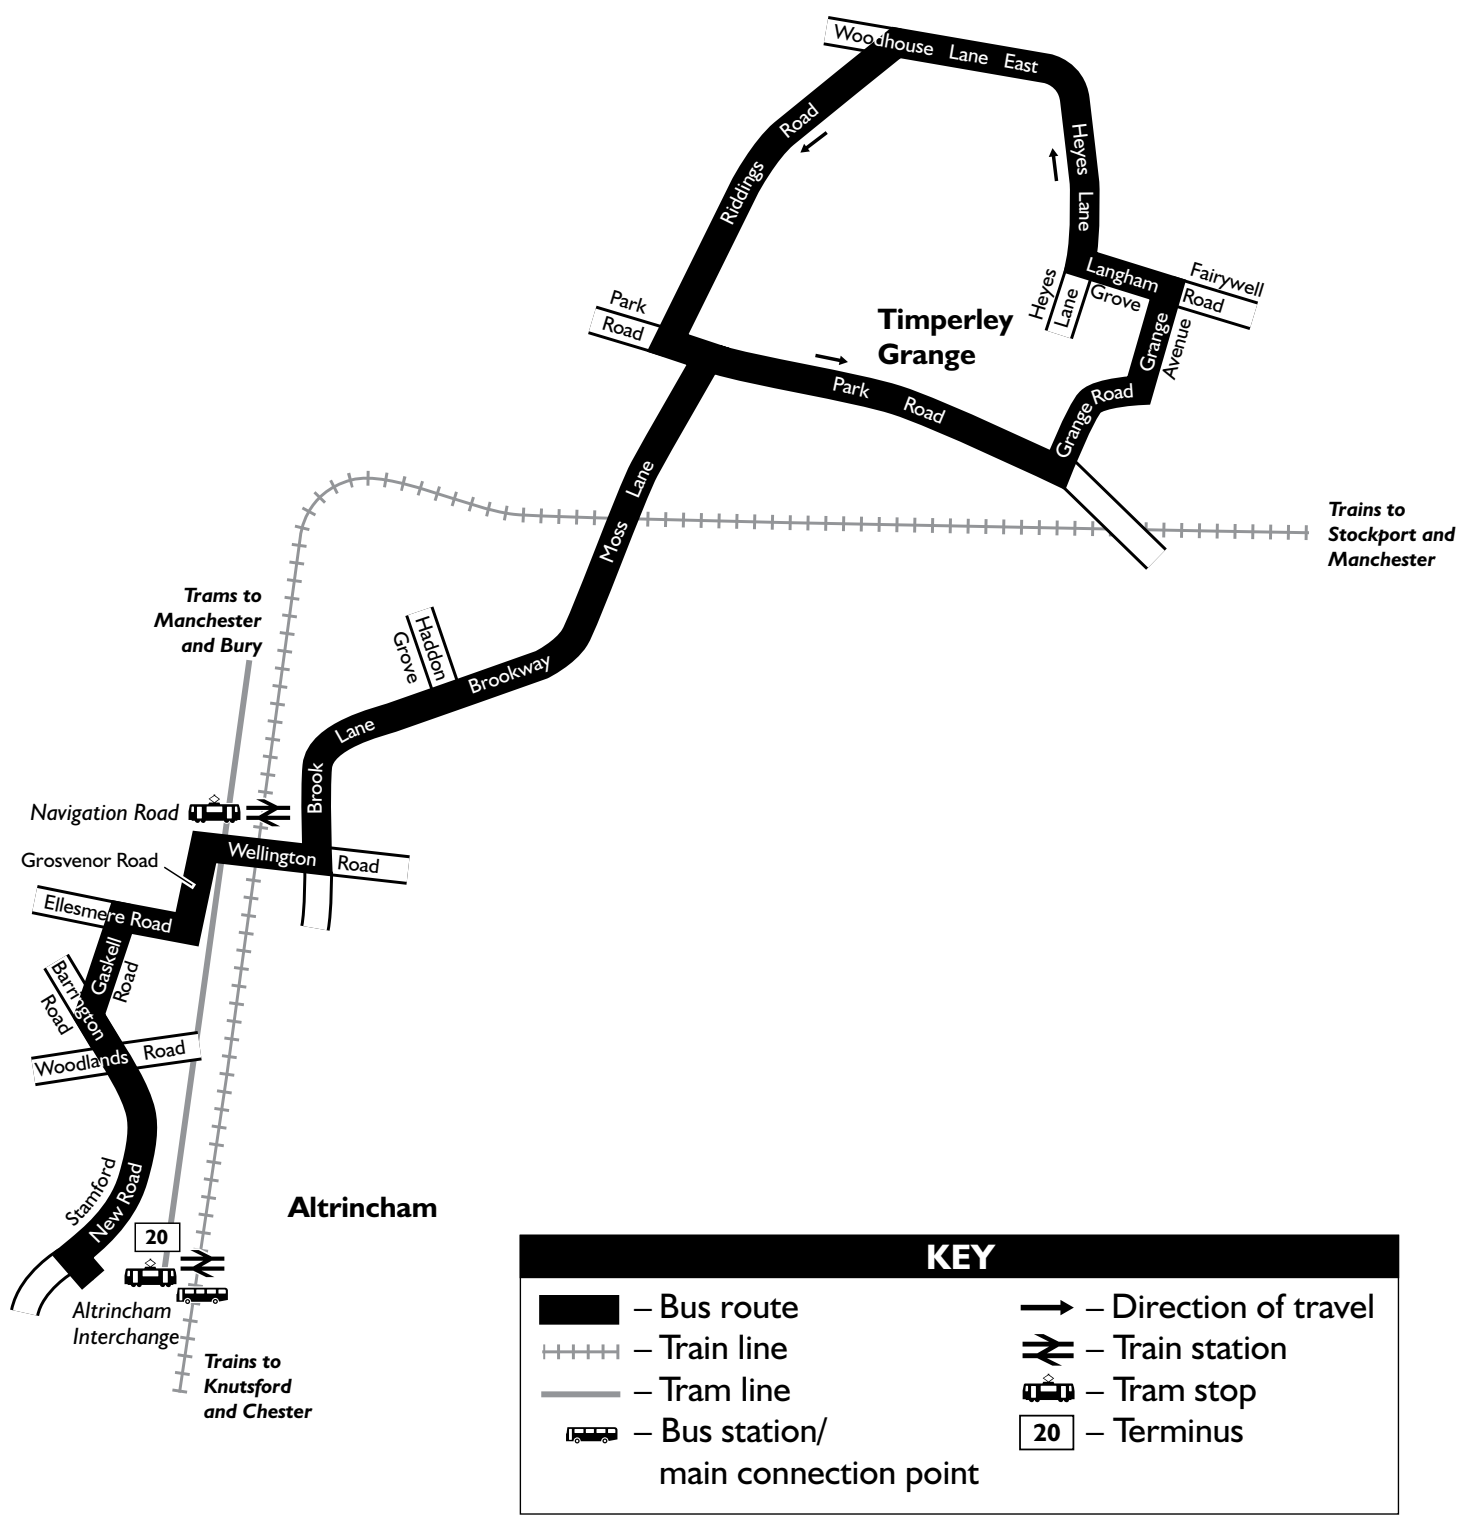 Woodhouse Lane East
Riddings Road
Heyes Lane
Langham
Grove
Fairywell
Road
Heyes
Lane
Grange
Avenue
Park
Road
Timperley
Grange
Park Road
Grange Road
Moss Lane
Trains to
Stockport and
Manchester
Trams to
Manchester
and Bury
Haddon
Grove
Brookway
Brook Lane
Navigation Road
Grosvenor Road
Wellington Road
Ellesmere Road
Gaskell
Road
Barrington
Road
Woodlands Road
Stamford
New Road
Altrincham
20
Altrincham
Interchange
Trains to
Knutsford
and Chester
KEY
– Bus route
– Train line
– Tram line
– Bus station/
main connection point
– Direction of travel
– Train station
– Tram stop
20 – Terminus